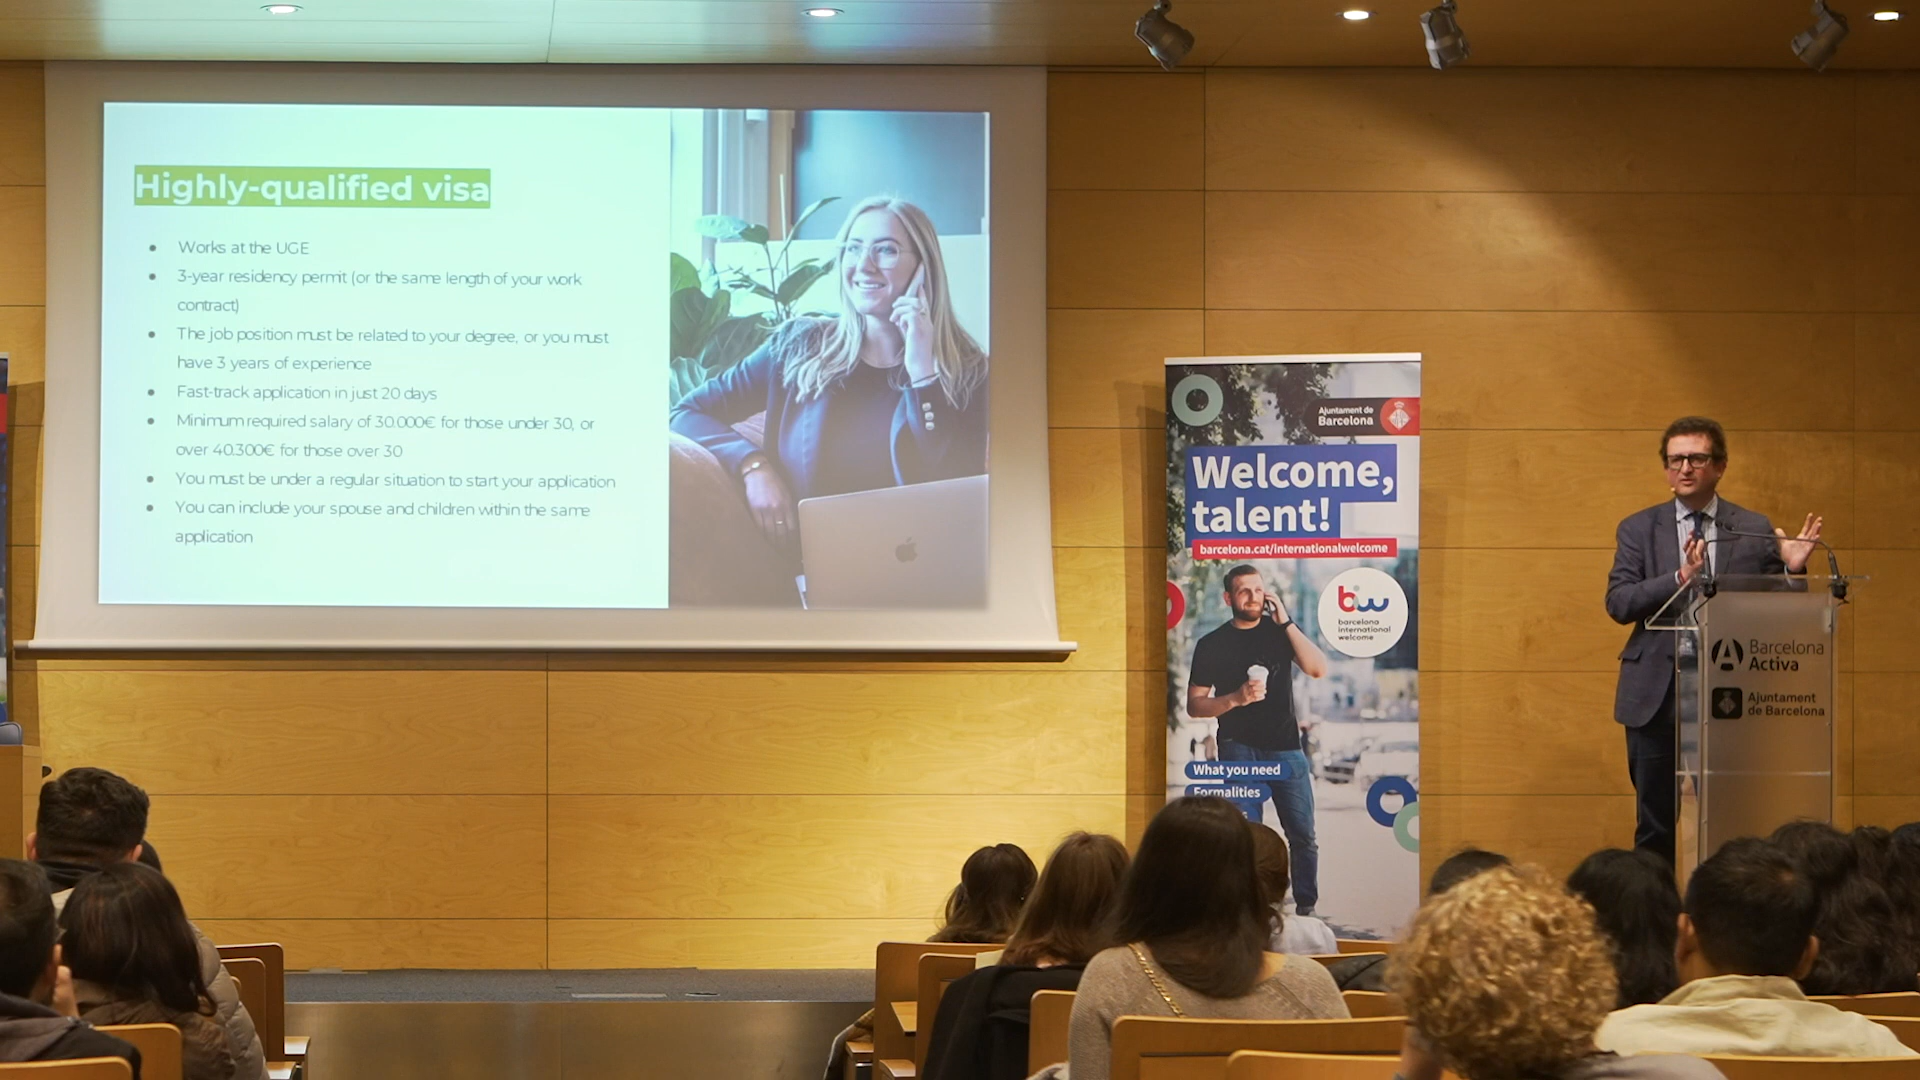 Highly-qualified visa
Works at the UGE
3-year residency permit (or the same length of your work
contract)
The job position must be related to your degree, or you must
have 3 years of experience
Fast-track application in just 20 days
Minimum required salary of 30.000€ for those under 30, or
over 40.300€ for those over 30
You must be under a regular situation to start your application
You can include your spouse and children within the same
application
Ajuntament de
Barcelona
Welcome,
talent!
barcelona.cat/internationalwelcome
biw
barcelona
international
welcome
What you need
Formalities
Barcelona
Activa
Ajuntament
de Barcelona